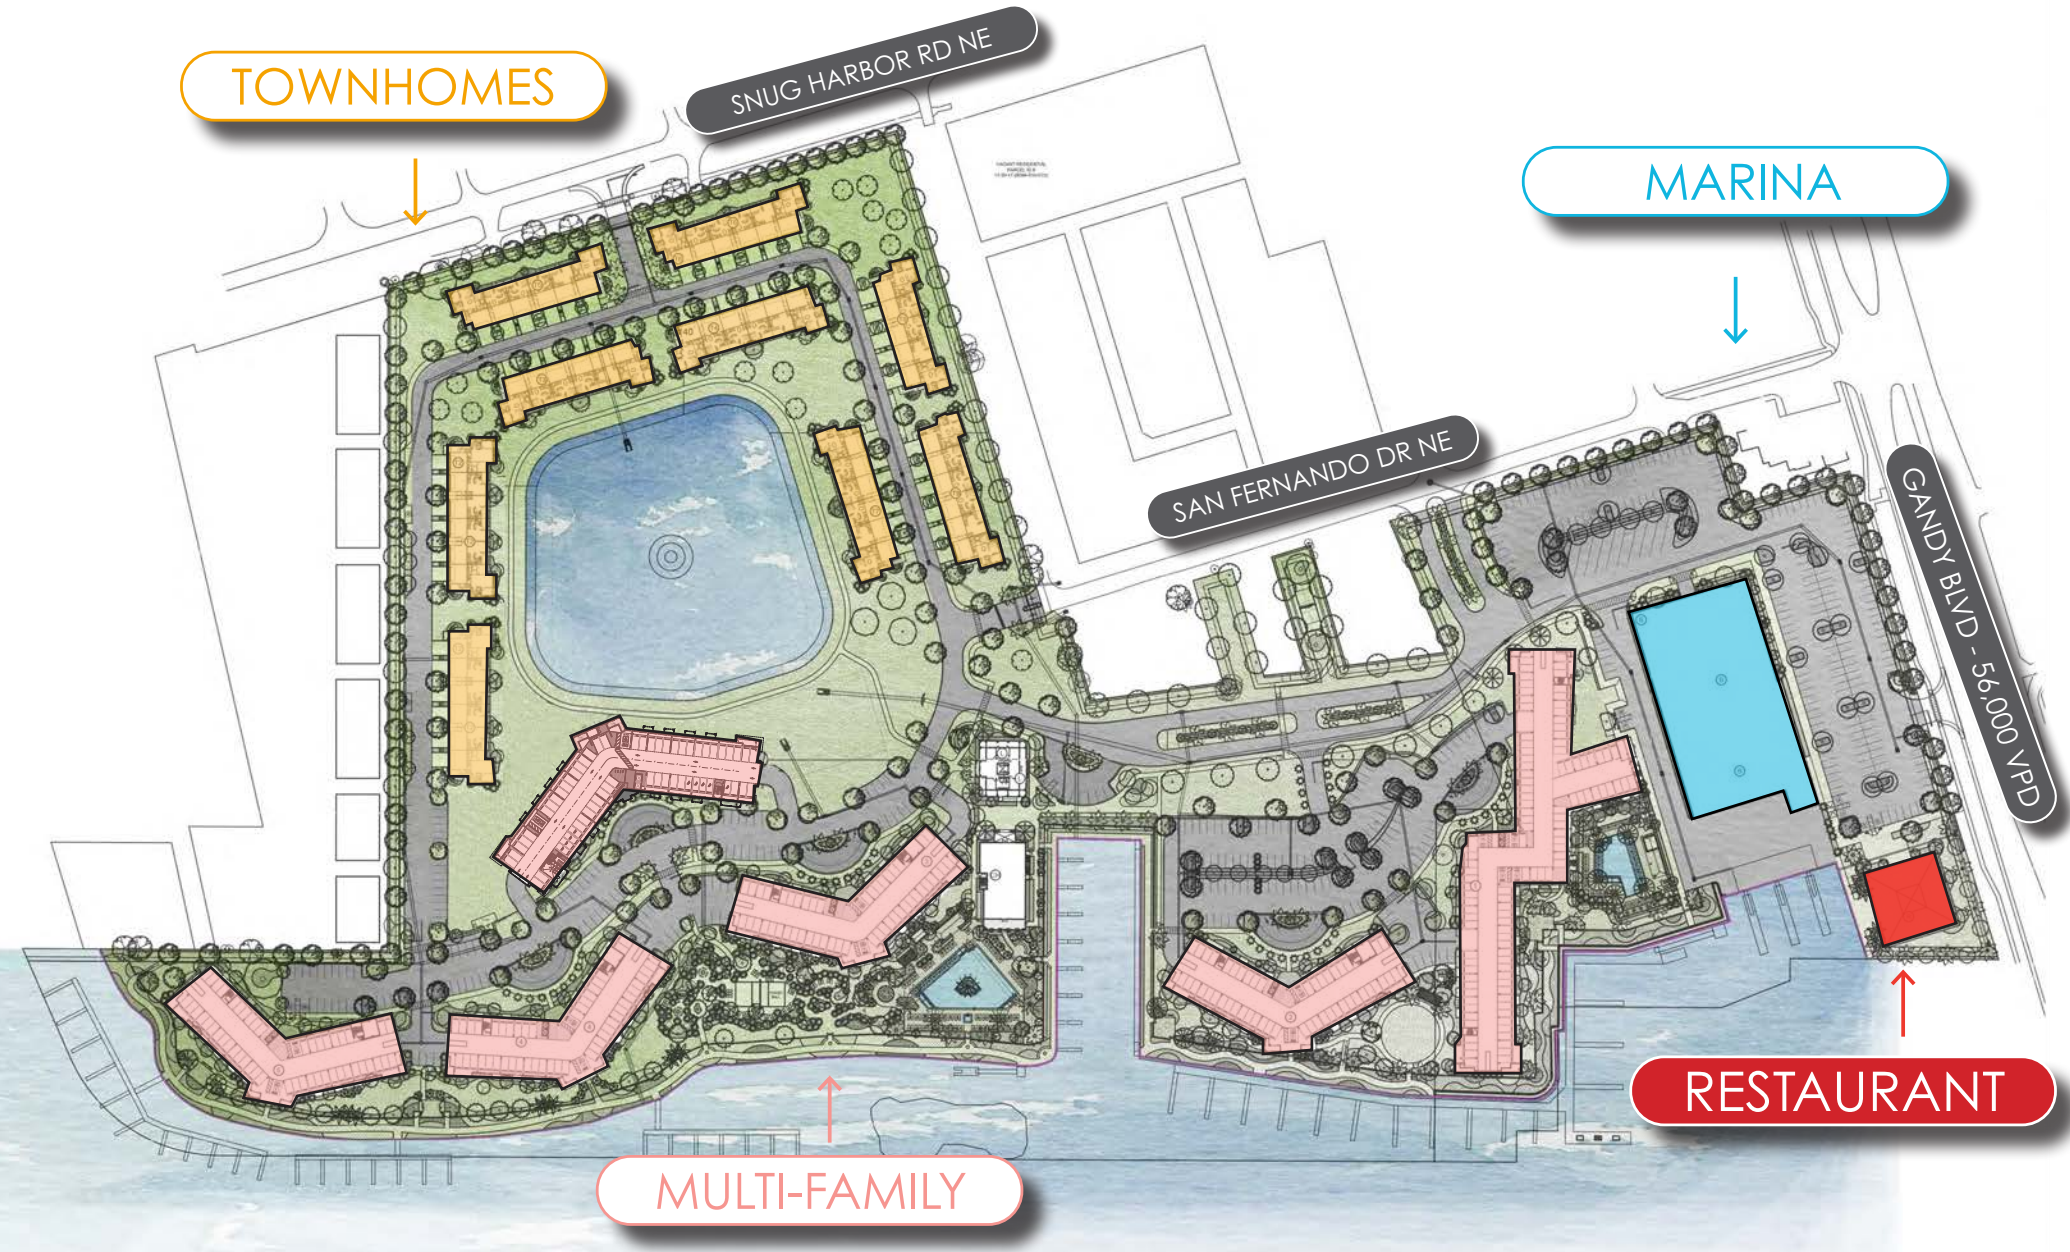 SNUG HARBOR RD NE
TOWNHOMES
MARINA
SAN FERNANDO DR NE
GANDY BLVD - 56,000 VPD
RESTAURANT
MULTI-FAMILY